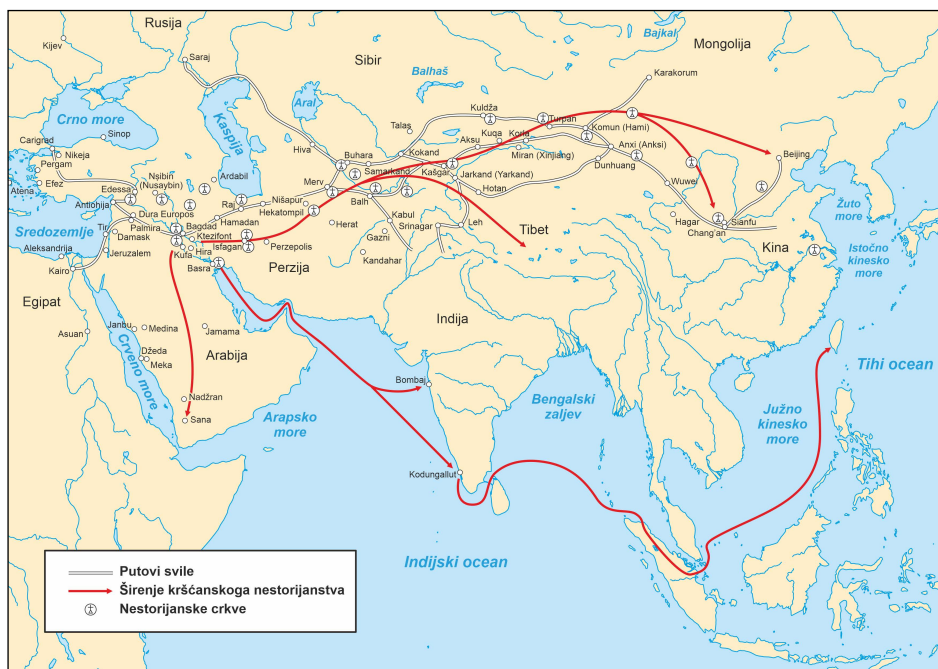 Rusija
Kijev
Saraj
Sibir
Bajkal
Mongolija
Balhaš
Karakorum
Aral
Kaspija
Crno more
Sinop
Carigrad
Nikeja
Pergam
Efez
Atena
Talas
Kuldža
Turpan
Komun (Hami)
Hiva
Buhara
Kokand
Aksu
Kuqa
Korla
Miran (Xinjiang)
Anxi (Anksi)
Beijing
Samarkand
Kašgar
Jarkand (Yarkand)
Dunhuang
Hotan
Wuwei
Nsibin
(Nusaybin)
Ardabil
Edessa
Antiohija
Merv
Balh
Nišapur
Raj
Hekatompil
Dura Europos
Palmira
Hamadan
Herat
Kabul
Srinagar
Leh
Gazni
Kandahar
Tibet
Hagar
Sianfu
Chang'an
Kina
Žuto
more
Istočno
kinesko
more
Sredozemlje
Tir
Damask
Bagdad
Ktezifont
Isfagan
Perzepolis
Aleksandrija
Jeruzalem
Kufa
Hira
Kairo
Basra
Perzija
Egipat
Indija
Asuan
Janbu
Medina
Jamama
Džeda
Meka
Arabija
Crveno more
Bombaj
Bengalski
zaljev
Tihi ocean
Nadžran
Sana
Arapsko
more
Južno
kinesko
more
Kodungallut
Indijski ocean
Putovi svile
Širenje kršćanskoga nestorijanstva
Nestorijanske crkve